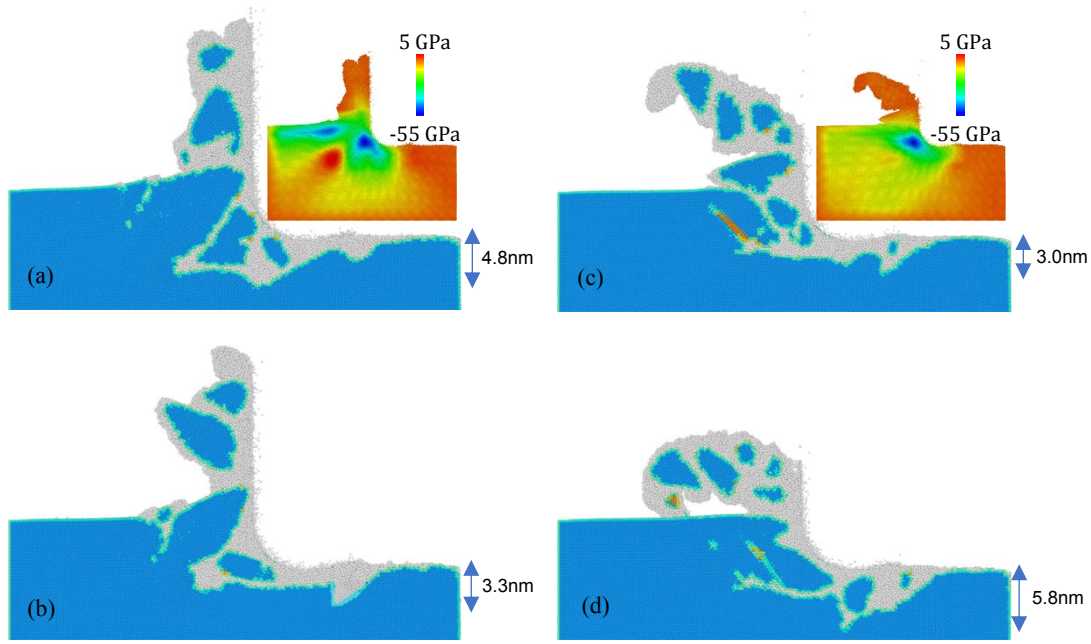 5 GPa
-55 GPa
(a)
4.8nm
5 GPa
-55 GPa
(c)
3.0nm
(b)
3.3nm
(d)
5.8nm